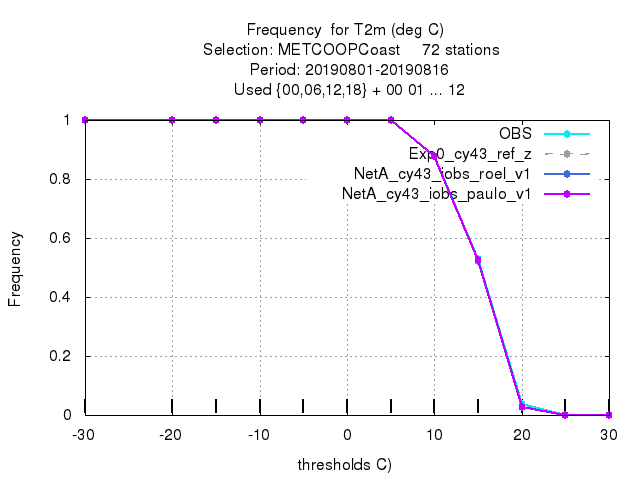 Frequency for T2m (deg C)
Selection: METCOOPCoast 72 stations
Period: 20190801-20190816
Used {00,06,12,18} + 00 01 ... 12
1
0.8
0.6
0.4
0.2
0
Frequency
OBS
Exp0_cy43_ref_z
NetA_cy43_iobs_roel_v1
NetA_cy43_iobs_paulo_v1
-30 -20 -10 0 10 20 30
thresholds C)